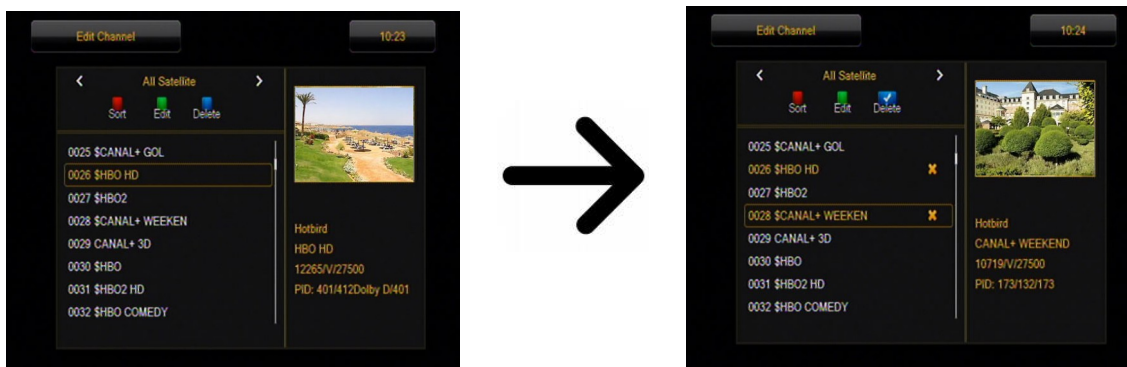 Edit Channel
10:23
All Satellite
Sort Edit Delete
0025 $CANAL+ GOL
0026 $HBO HD
0027 $HBO2
0028 $CANAL+ WEEKEN
0029 CANAL+ 3D
0030 $HBO
0031 $HBO2 HD
0032 $HBO COMEDY
Hotbird
HBO HD
12265/V/27500
PID: 401/412Dolby D/401
Edit Channel
10:24
All Satellite
Sort Edit Delete
0025 $CANAL+ GOL
0026 $HBO HD
0027 $HBO2
0028 $CANAL+ WEEKEN
0029 CANAL+ 3D
0030 $HBO
0031 $HBO2 HD
0032 $HBO COMEDY
Hotbird
CANAL+ WEEKEND
10719/V/27500
PID: 173/132/173